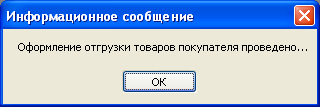 Информационное сообщение
Оформление отгрузки товаров покупателя проведено...
OK